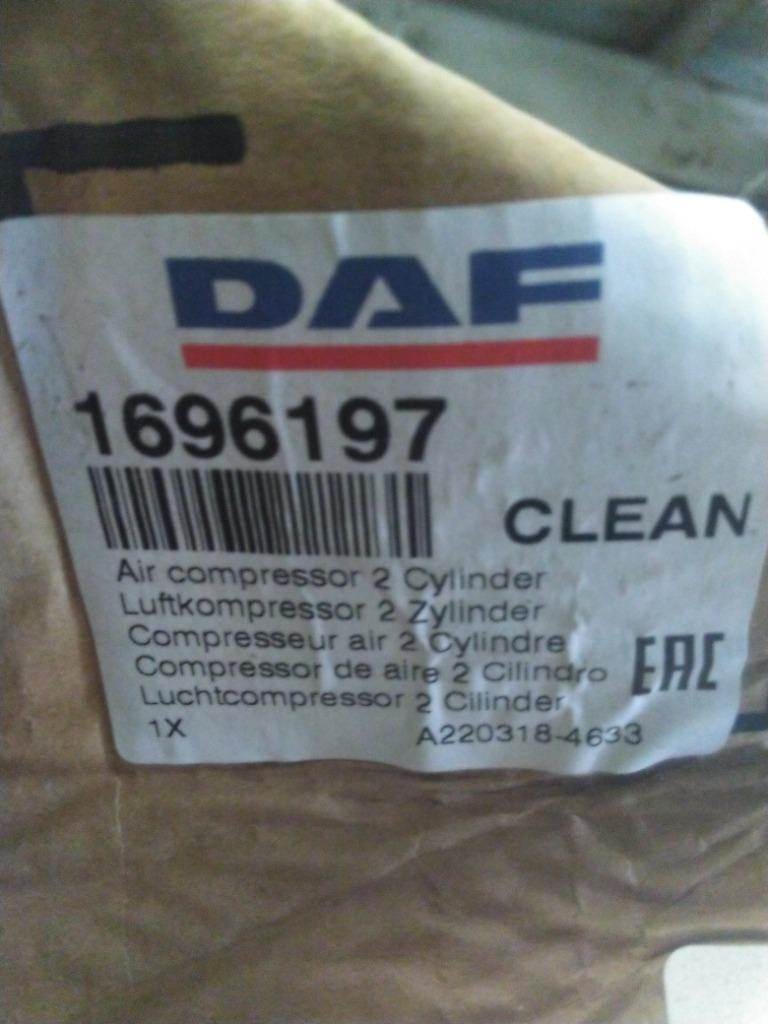 DAF
1696197
CLEAN
Air compressor 2 Cylinder
Luftkompressor 2 Zylinder
Compresseur air 2 Cylindre
Compressor de aire 2 Cilindro
EAC
Luchtcompressor 2 Cilinder
1X A220318-4633